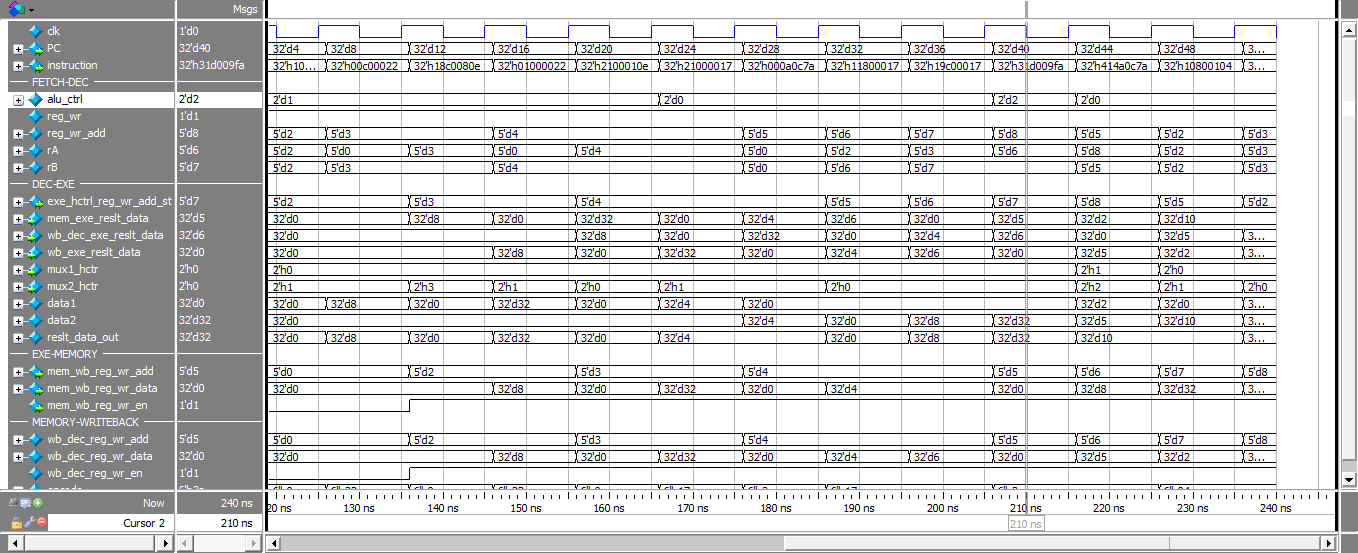 Msgs
clk 1'd0
PC 32'd40 32'd4 32'd8 32'd12 32'd16 32'd20 32'd24 32'd28 32'd32 32'd36 32'd40 32'd44 32'd48 3...
instruction 32'h31d009fa 32'h10... 32'h00c00022 32'h18c0080e 32'h01000022 32'h2100010e 32'h21000017 32'h000a0c7a 32'h11800017 32'h19c00017 32'h31d009fa 32'h414a0c7a 32'h10800104 3...
FETCH-DEC
alu_ctrl 2'd2 2'd1 2'd0 2'd2 2'd0
reg_wr 1'd1
reg_wr_add 5'd8 5'd2 5'd3 5'd4 5'd5 5'd6 5'd7 5'd8 5'd5 5'd2 5'd3
rA 5'd6 5'd2 5'd0 5'd3 5'd0 5'd4 5'd0 5'd2 5'd3 5'd6 5'd8 5'd2 5'd3
rB 5'd7 5'd2 5'd3 5'd4 5'd0 5'd6 5'd7 5'd5 5'd2 5'd3
DEC-EXE
exe_hctrl_reg_wr_add_st 5'd7 5'd2 5'd3 5'd4 5'd5 5'd6 5'd7 5'd8 5'd5 5'd2
mem_exe_reslt_data 32'd5 32'd0 32'd8 32'd0 32'd32 32'd0 32'd4 32'd6 32'd0 32'd5 32'd2 32'd10
wb_dec_exe_reslt_data 32'd6 32'd0 32'd8 32'd0 32'd32 32'd0 32'd4 32'd6 32'd0 32'd5 3...
wb_exe_reslt_data 32'd0 32'd0 32'd8 32'd0 32'd32 32'd0 32'd4 32'd6 32'd0 32'd5 32'd2 3...
mux1_hctr 2'h0 2'h0 2'h1 2'h0
mux2_hctr 2'h0 2'h1 2'h3 2'h1 2'h0 2'h1 2'h0 2'h2 2'h1 2'h0
data1 32'd0 32'd0 32'd8 32'd0 32'd32 32'd0 32'd4 32'd0 32'd2 32'd0 3...
data2 32'd32 32'd0 32'd4 32'd0 32'd8 32'd32 32'd5 32'd10 3...
reslt_data_out 32'd32 32'd0 32'd8 32'd0 32'd32 32'd0 32'd4 32'd0 32'd8 32'd32 32'd10 3...
EXE-MEMORY
mem_wb_reg_wr_add 5'd5 5'd0 5'd2 5'd3 5'd4 5'd5 5'd6 5'd7 5'd8
mem_wb_reg_wr_data 32'd0 32'd0 32'd8 32'd0 32'd32 32'd0 32'd4 32'd0 32'd8 32'd32 3...
mem_wb_reg_wr_en 1'd1
MEMORY-WRITEBACK
wb_dec_reg_wr_add 5'd5 5'd0 5'd2 5'd3 5'd4 5'd5 5'd6 5'd7 5'd8
wb_dec_reg_wr_data 32'd0 32'd0 32'd8 32'd0 32'd32 32'd0 32'd4 32'd6 32'd0 32'd5 32'd2 3...
wb_dec_reg_wr_en 1'd1
Now 240 ns 20 ns 130 ns 140 ns 150 ns 160 ns 170 ns 180 ns 190 ns 200 ns 210 ns 220 ns 230 ns 240 ns
Cursor 2 210 ns 210 ns